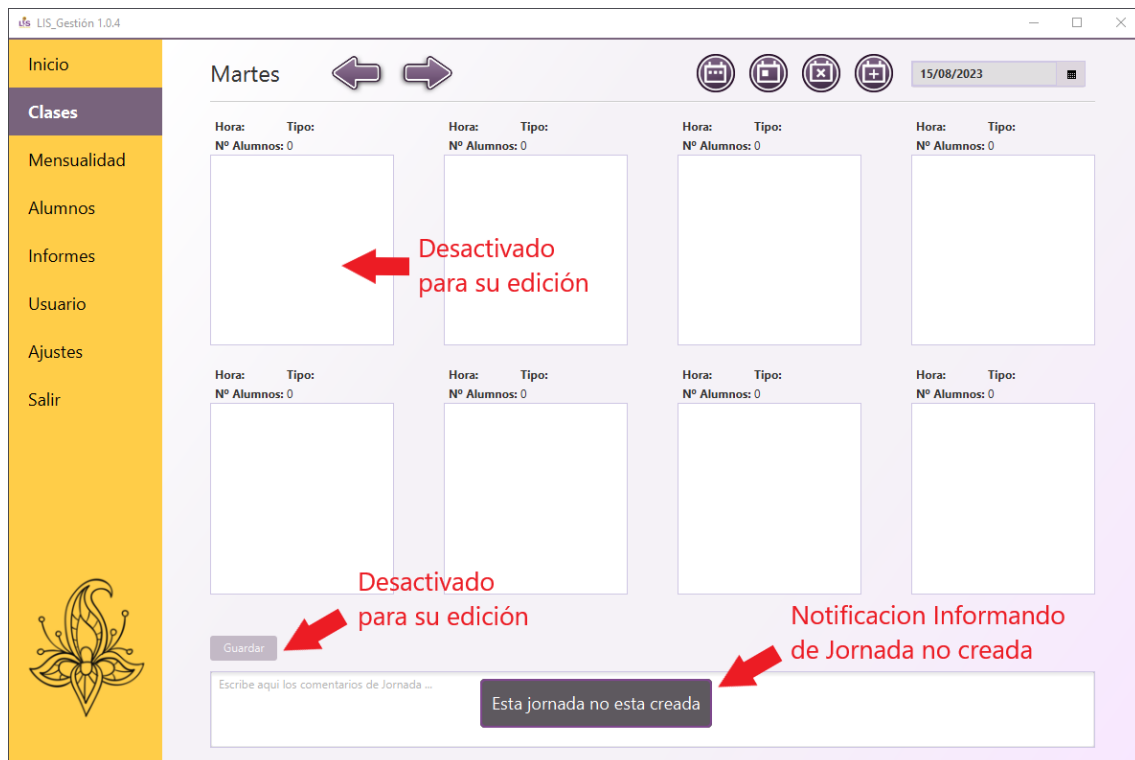 LIS LIS_Gestión 1.0.4
Inicio
Clases
Mensualidad
Alumnos
Informes
Usuario
Ajustes
Salir
Martes
15/08/2023
Hora: Tipo:
Nº Alumnos: 0
Hora: Tipo:
Nº Alumnos: 0
Hora: Tipo:
Nº Alumnos: 0
Hora: Tipo:
Nº Alumnos: 0
Desactivado
para su edición
Hora: Tipo:
Nº Alumnos: 0
Hora: Tipo:
Nº Alumnos: 0
Hora: Tipo:
Nº Alumnos: 0
Hora: Tipo:
Nº Alumnos: 0
Desactivado
para su edición
Notificacion Informando
de Jornada no creada
Guardar
Escribe aqui los comentarios de Jornada ...
Esta jornada no esta creada